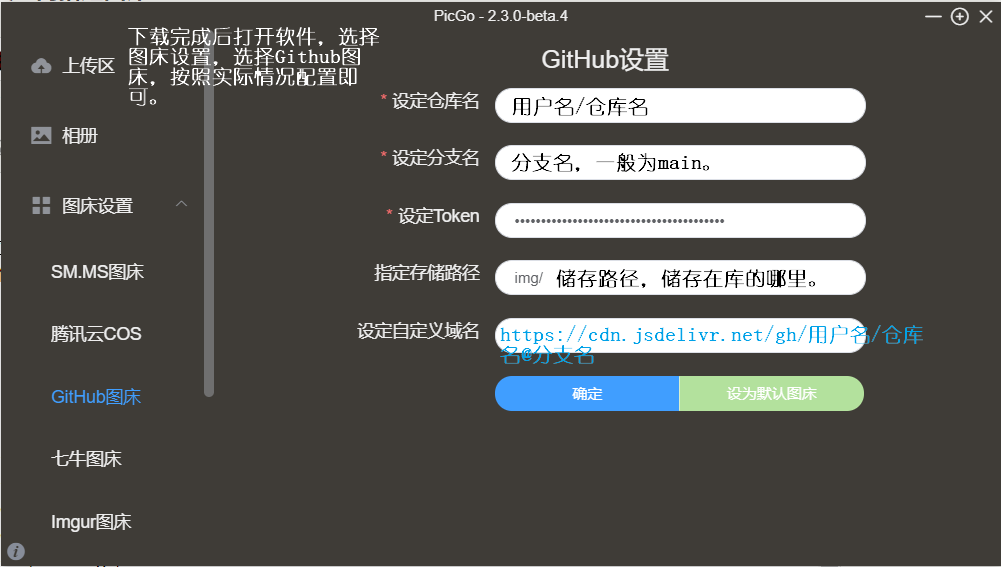 PicGo - 2.3.0-beta.4
下载完成后打开软件，选择
图床设置，选择Github图
床，按照实际情况配置即
可。
上传区
相册
图床设置
SM.MS图床
腾讯云COS
GitHub图床
七牛图床
Imgur图床
GitHub设置
* 设定仓库名
用户名/仓库名
* 设定分支名
分支名，一般为main。
* 设定Token
指定存储路径
img/ 储存路径，储存在库的哪里。
设定自定义域名
https://cdn.jsdelivr.net/gh/用户名/仓库
名@分支名
确定
设为默认图床